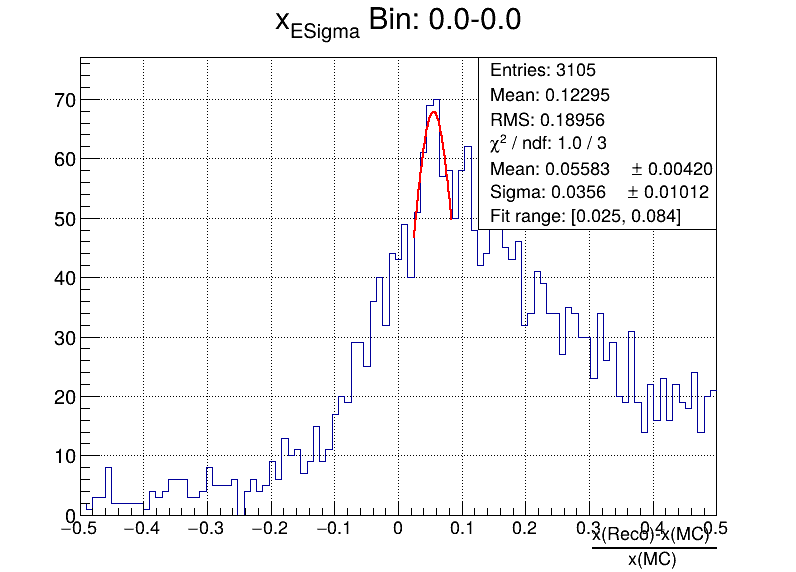 xESigma Bin: 0.0-0.0
Entries: 3105
Mean: 0.12295
RMS: 0.18956
χ² / ndf: 1.0 / 3
Mean: 0.05583 ± 0.00420
Sigma: 0.0356 ± 0.01012
Fit range: [0.025, 0.084]
70
60
50
40
30
20
10
0
−0.5 −0.4 −0.3 −0.2 −0.1 0 0.1 0.2 0.3 0.4 0.5
x(Reco)-x(MC)
x(MC)